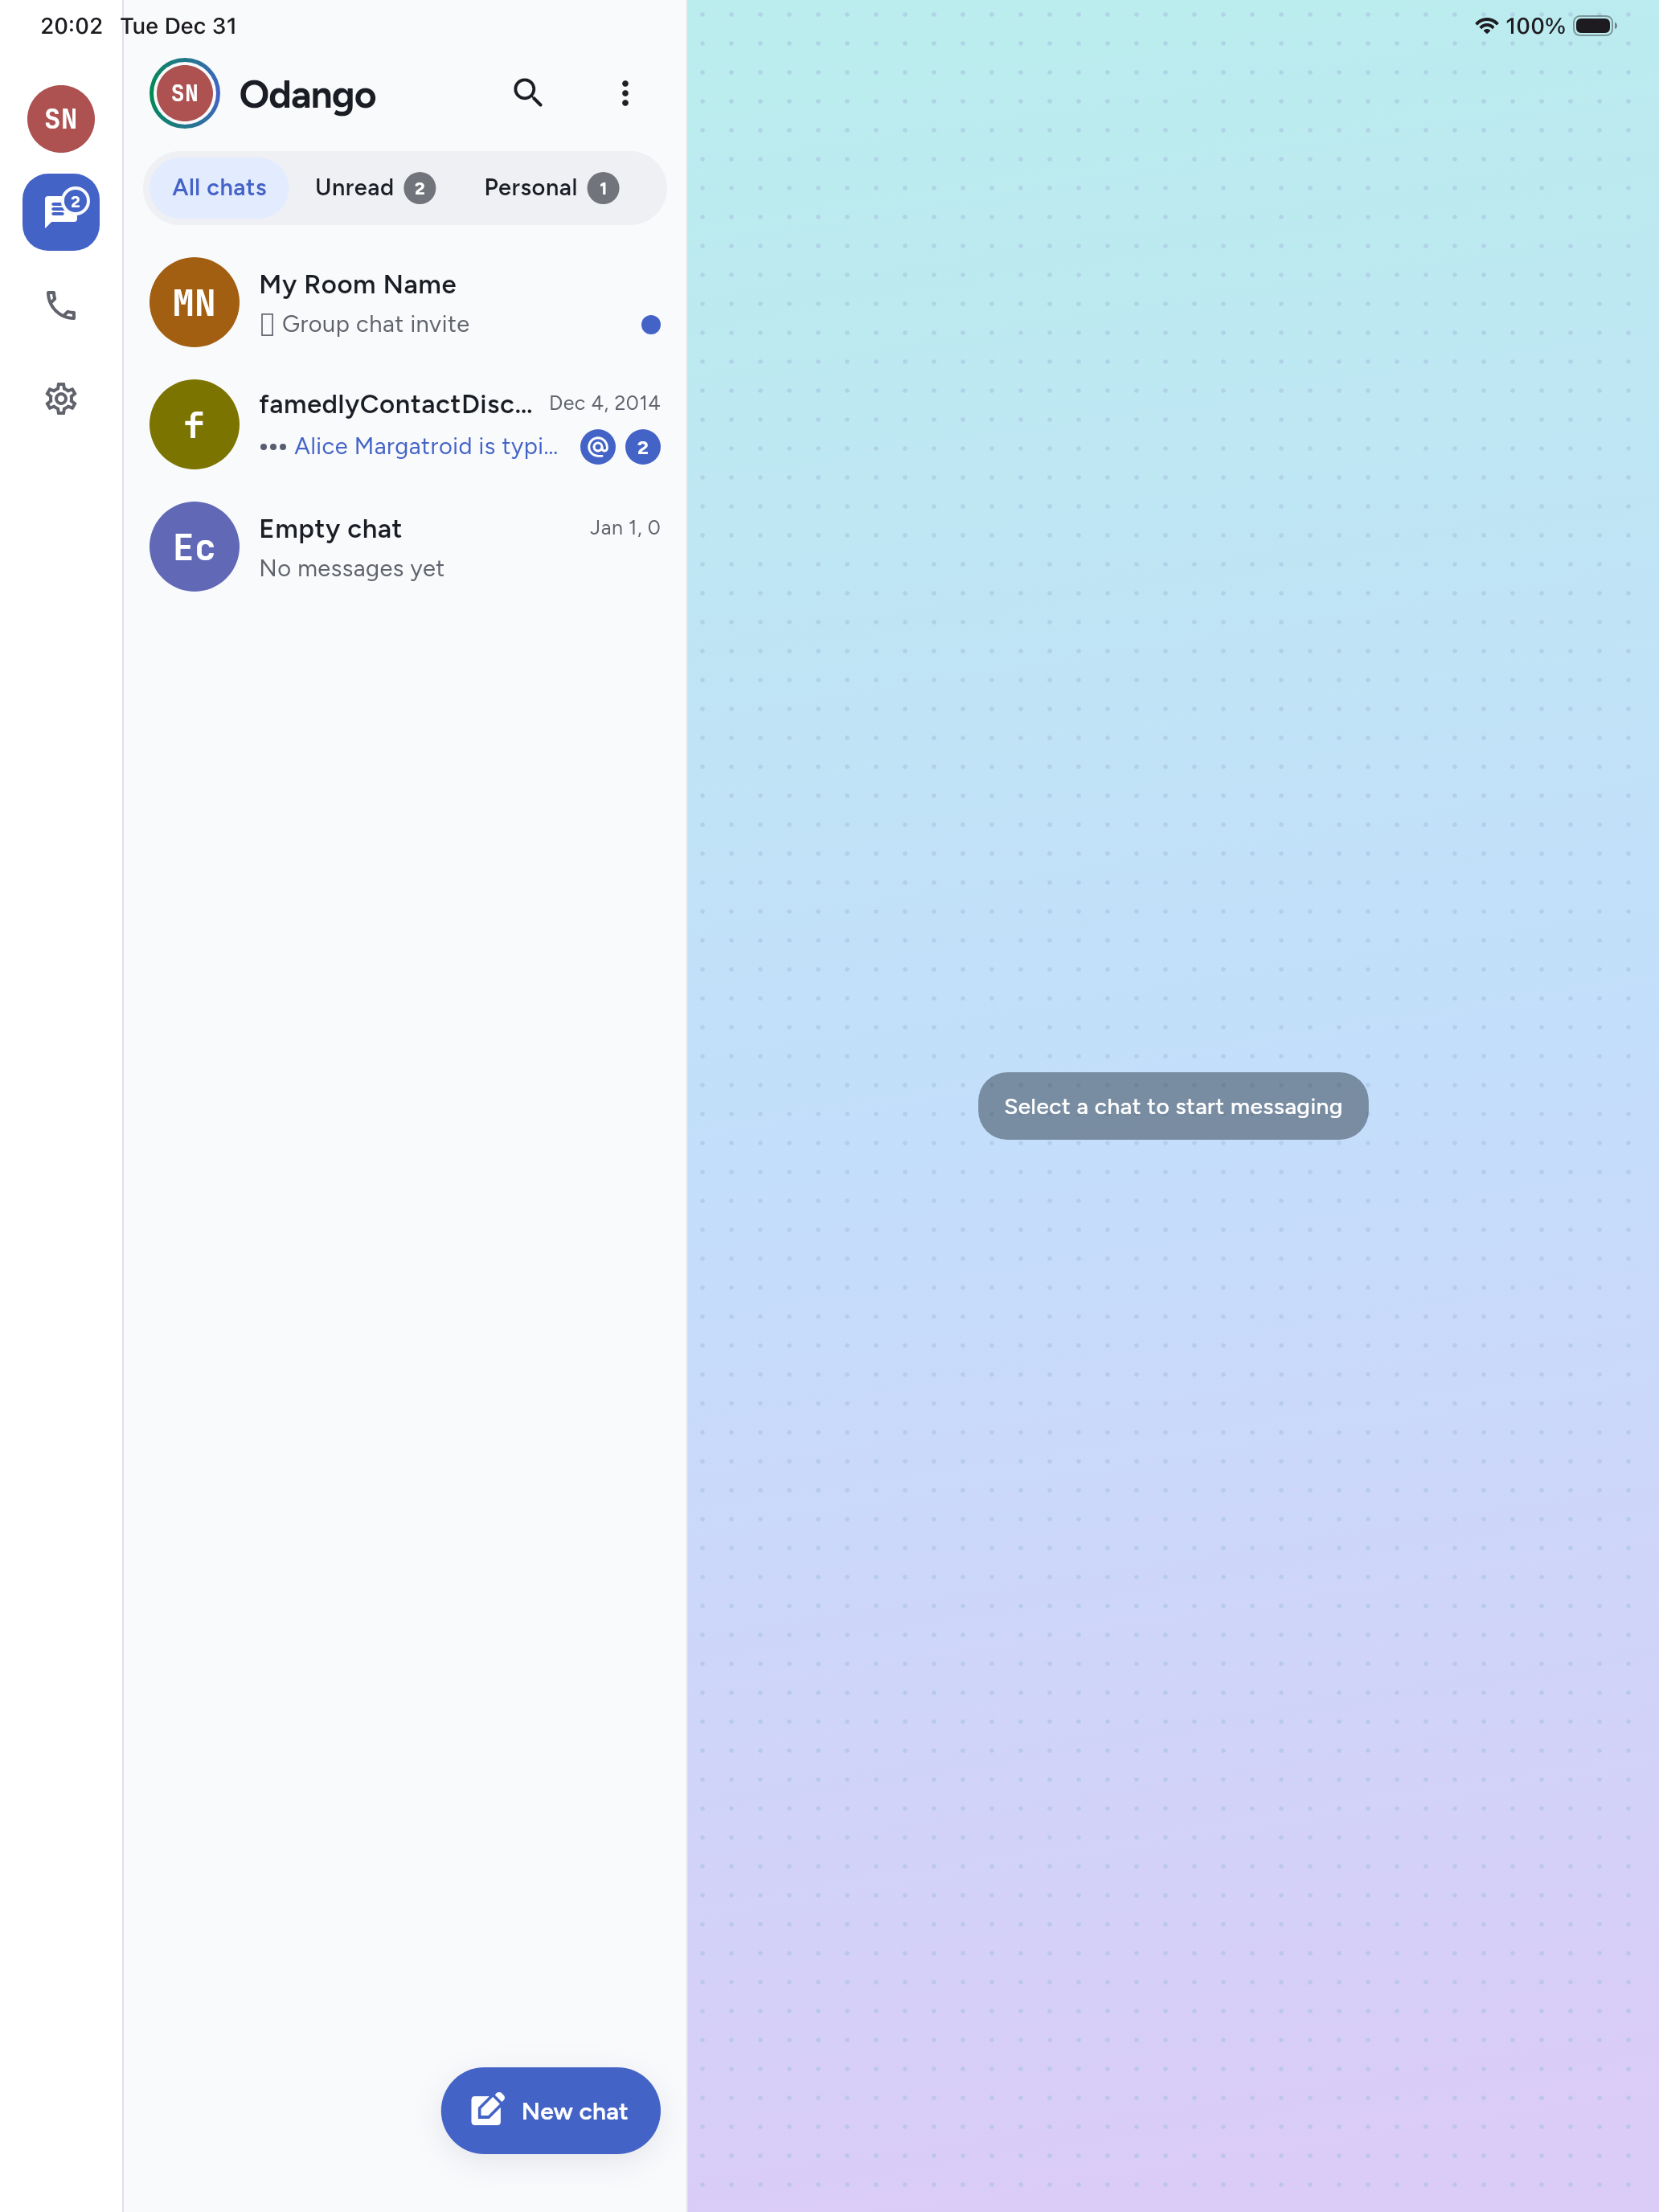 20:02 Tue Dec 31
100%
SN
SN
Odango
2
All chats
Unread 2
Personal 1
MN
My Room Name
Group chat invite
f
famedlyContactDisc...
Dec 4, 2014
Alice Margatroid is typi...
@ 2
Ec
Empty chat
Jan 1, 0
No messages yet
Select a chat to start messaging
New chat